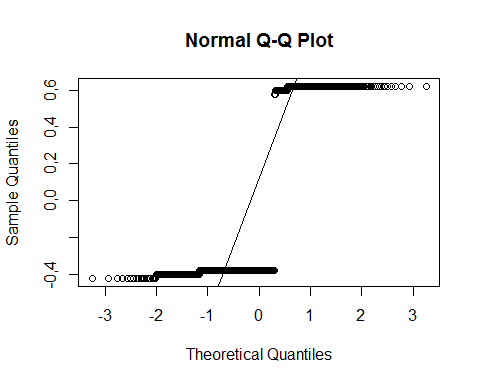 Normal Q-Q Plot
Sample Quantiles
0,6
0,4
0,2
0,0
-0,4
-3 -2 -1 0 1 2 3
Theoretical Quantiles